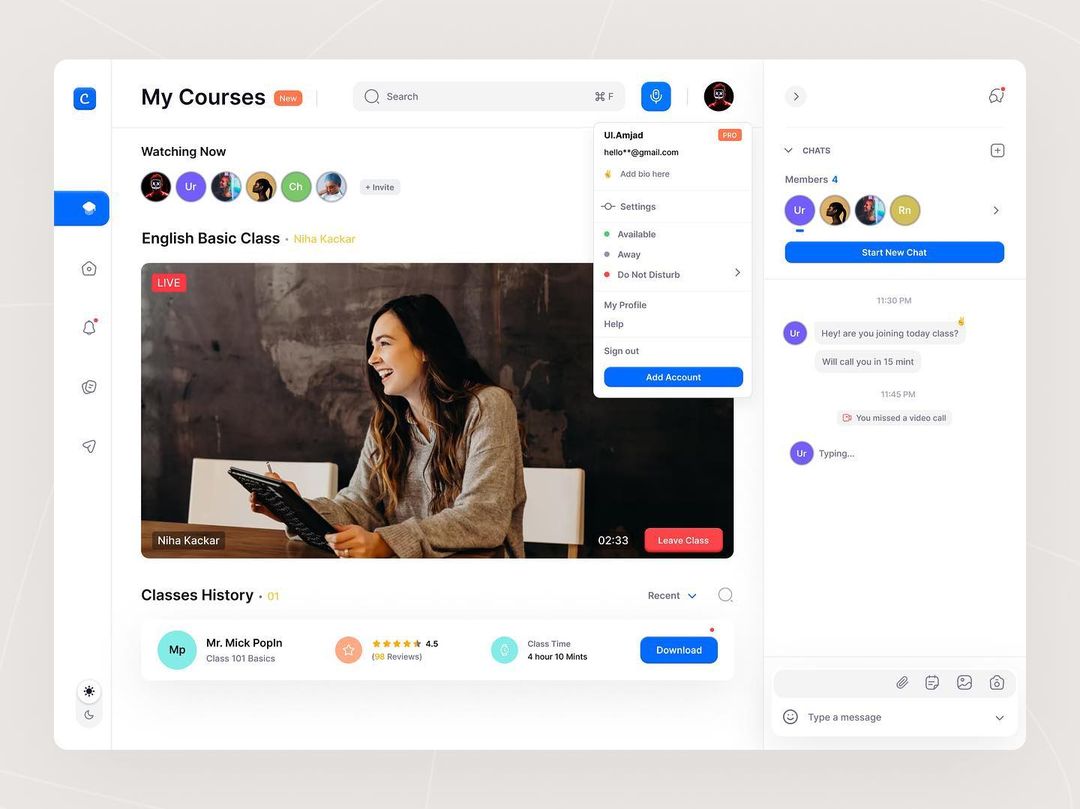 C
My Courses
New
Search
⌘ F
Watching Now
Ur
Ch
+ Invite
English Basic Class • Niha Kackar
LIVE
Niha Kackar
02:33
Leave Class
Ul.Amjad
PRO
hello**@gmail.com
Add bio here
Settings
Available
Away
Do Not Disturb
My Profile
Help
Sign out
Add Account
Classes History • 01
Recent
Mp
Mr. Mick Popln
Class 101 Basics
4.5
(98 Reviews)
Class Time
4 hour 10 Mints
Download
CHATS
Members 4
Ur
Rn
Start New Chat
11:30 PM
Ur
Hey! are you joining today class?
Will call you in 15 mint
11:45 PM
You missed a video call
Ur
Typing...
Type a message